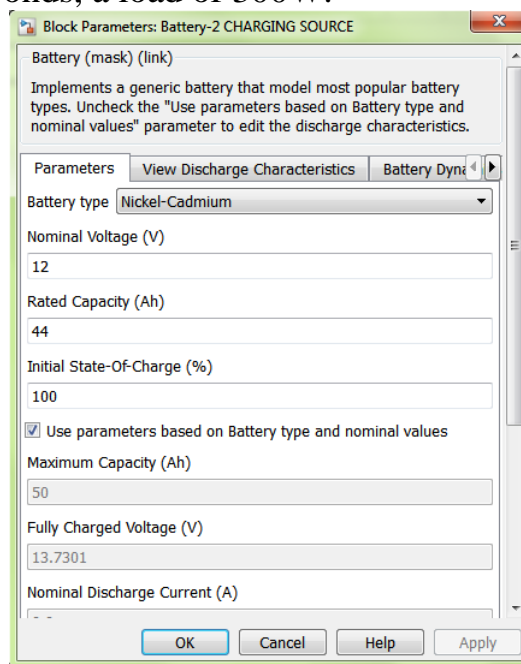 Block Parameters: Battery-2 CHARGING SOURCE
Battery (mask) (link)
Implements a generic battery that model most popular battery
types. Uncheck the "Use parameters based on Battery type and
nominal values" parameter to edit the discharge characteristics.
Parameters View Discharge Characteristics Battery Dyna
Battery type Nickel-Cadmium
Nominal Voltage (V)
12
Rated Capacity (Ah)
44
Initial State-Of-Charge (%)
100
Use parameters based on Battery type and nominal values
Maximum Capacity (Ah)
50
Fully Charged Voltage (V)
13.7301
Nominal Discharge Current (A)
OK Cancel Help Apply